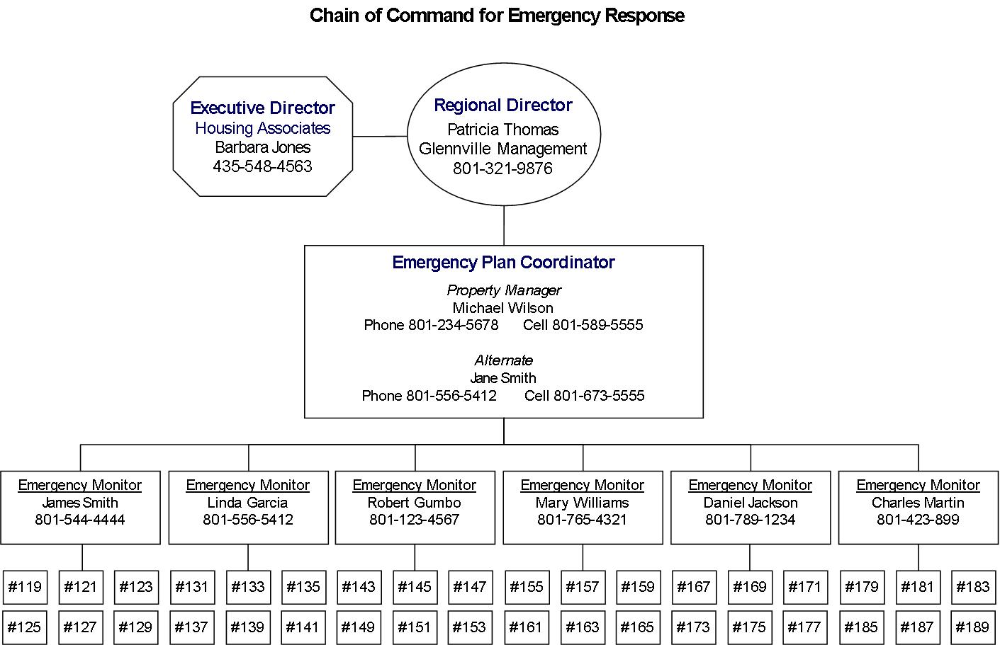 Chain of Command for Emergency Response
Executive Director
Housing Associates
Barbara Jones
435-548-4563
Regional Director
Patricia Thomas
Glennville Management
801-321-9876
Emergency Plan Coordinator
Property Manager
Michael Wilson
Phone 801-234-5678 Cell 801-589-5555
Alternate
Jane Smith
Phone 801-556-5412 Cell 801-673-5555
Emergency Monitor
James Smith
801-544-4444
Emergency Monitor
Linda Garcia
801-556-5412
Emergency Monitor
Robert Gumbo
801-123-4567
Emergency Monitor
Mary Williams
801-765-4321
Emergency Monitor
Daniel Jackson
801-789-1234
Emergency Monitor
Charles Martin
801-423-899
#119 #121 #123 #131 #133 #135 #143 #145 #147 #155 #157 #159 #167 #169 #171 #179 #181 #183
#125 #127 #129 #137 #139 #141 #149 #151 #153 #161 #163 #165 #173 #175 #177 #185 #187 #189